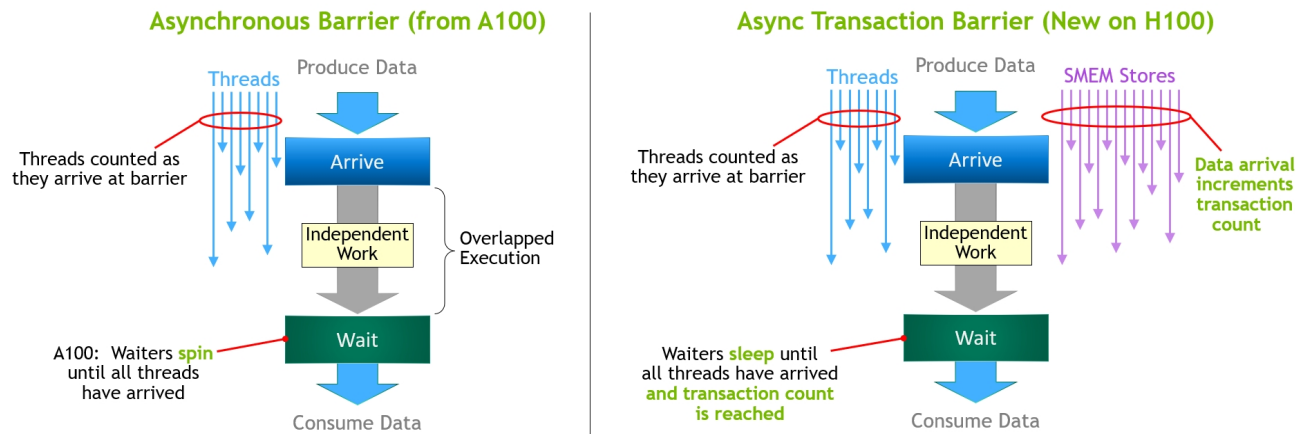 Asynchronous Barrier (from A100)
Produce Data
Threads
Threads counted as
they arrive at barrier
Arrive
Independent
Work
Overlapped
Execution
Wait
A100: Waiters spin
until all threads
have arrived
Consume Data
Async Transaction Barrier (New on H100)
Produce Data
Threads
SMEM Stores
Threads counted as
they arrive at barrier
Arrive
Data arrival
increments
transaction
count
Independent
Work
Wait
Waiters sleep until
all threads have arrived
and transaction count
is reached
Consume Data